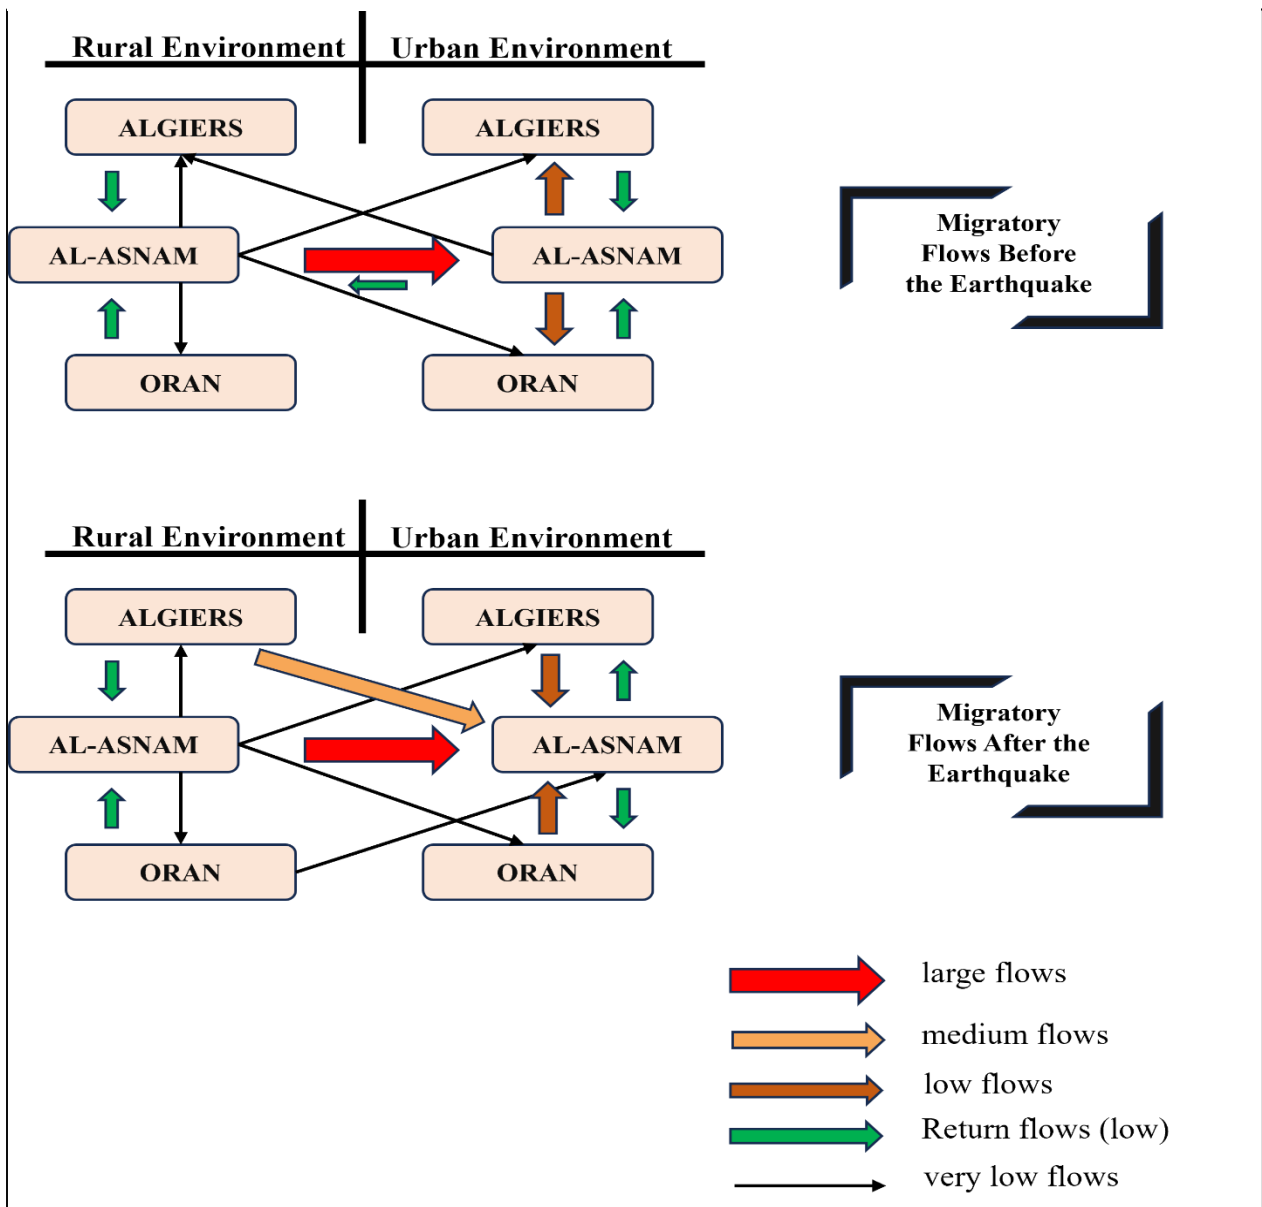 Rural Environment
Urban Environment
ALGIERS
ALGIERS
AL-ASNAM
AL-ASNAM
ORAN
ORAN
Migratory
Flows Before
the Earthquake
Rural Environment
Urban Environment
ALGIERS
ALGIERS
AL-ASNAM
AL-ASNAM
ORAN
ORAN
Migratory
Flows After the
Earthquake
large flows
medium flows
low flows
Return flows (low)
very low flows